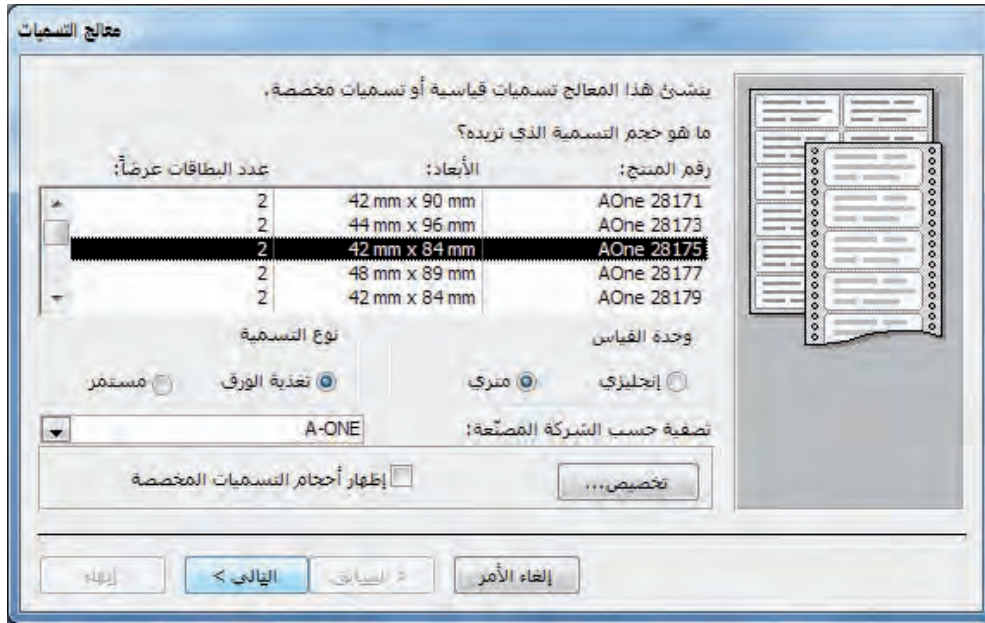 معالج التسميات
ينشئ هذا المعالج تسميات قياسية أو تسميات مخصصة.
ما هو حجم التسمية الذي تريده؟
رقم المنتج: الأبعاد: عدد البطاقات عرضاً:
AOne 28171 42 mm x 90 mm 2
AOne 28173 44 mm x 96 mm 2
AOne 28175 42 mm x 84 mm 2
AOne 28177 48 mm x 89 mm 2
AOne 28179 42 mm x 84 mm 2
وحدة القياس نوع التسمية
إنجليزي متري تغذية الورق مستمر
تصفية حسب الشركة المصنّعة: A-ONE
تخصيص... إظهار أحجام التسميات المخصصة
إلغاء الأمر < السابق التالي > إنهاء